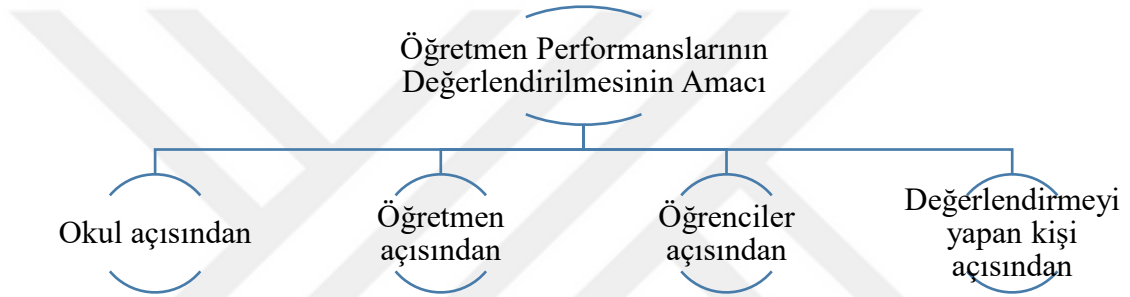 Öğretmen Performanslarının
Değerlendirilmesinin Amacı
Okul açısından
Öğretmen
açısından
Öğrenciler
açısından
Değerlendirmeyi
yapan kişi
açısından